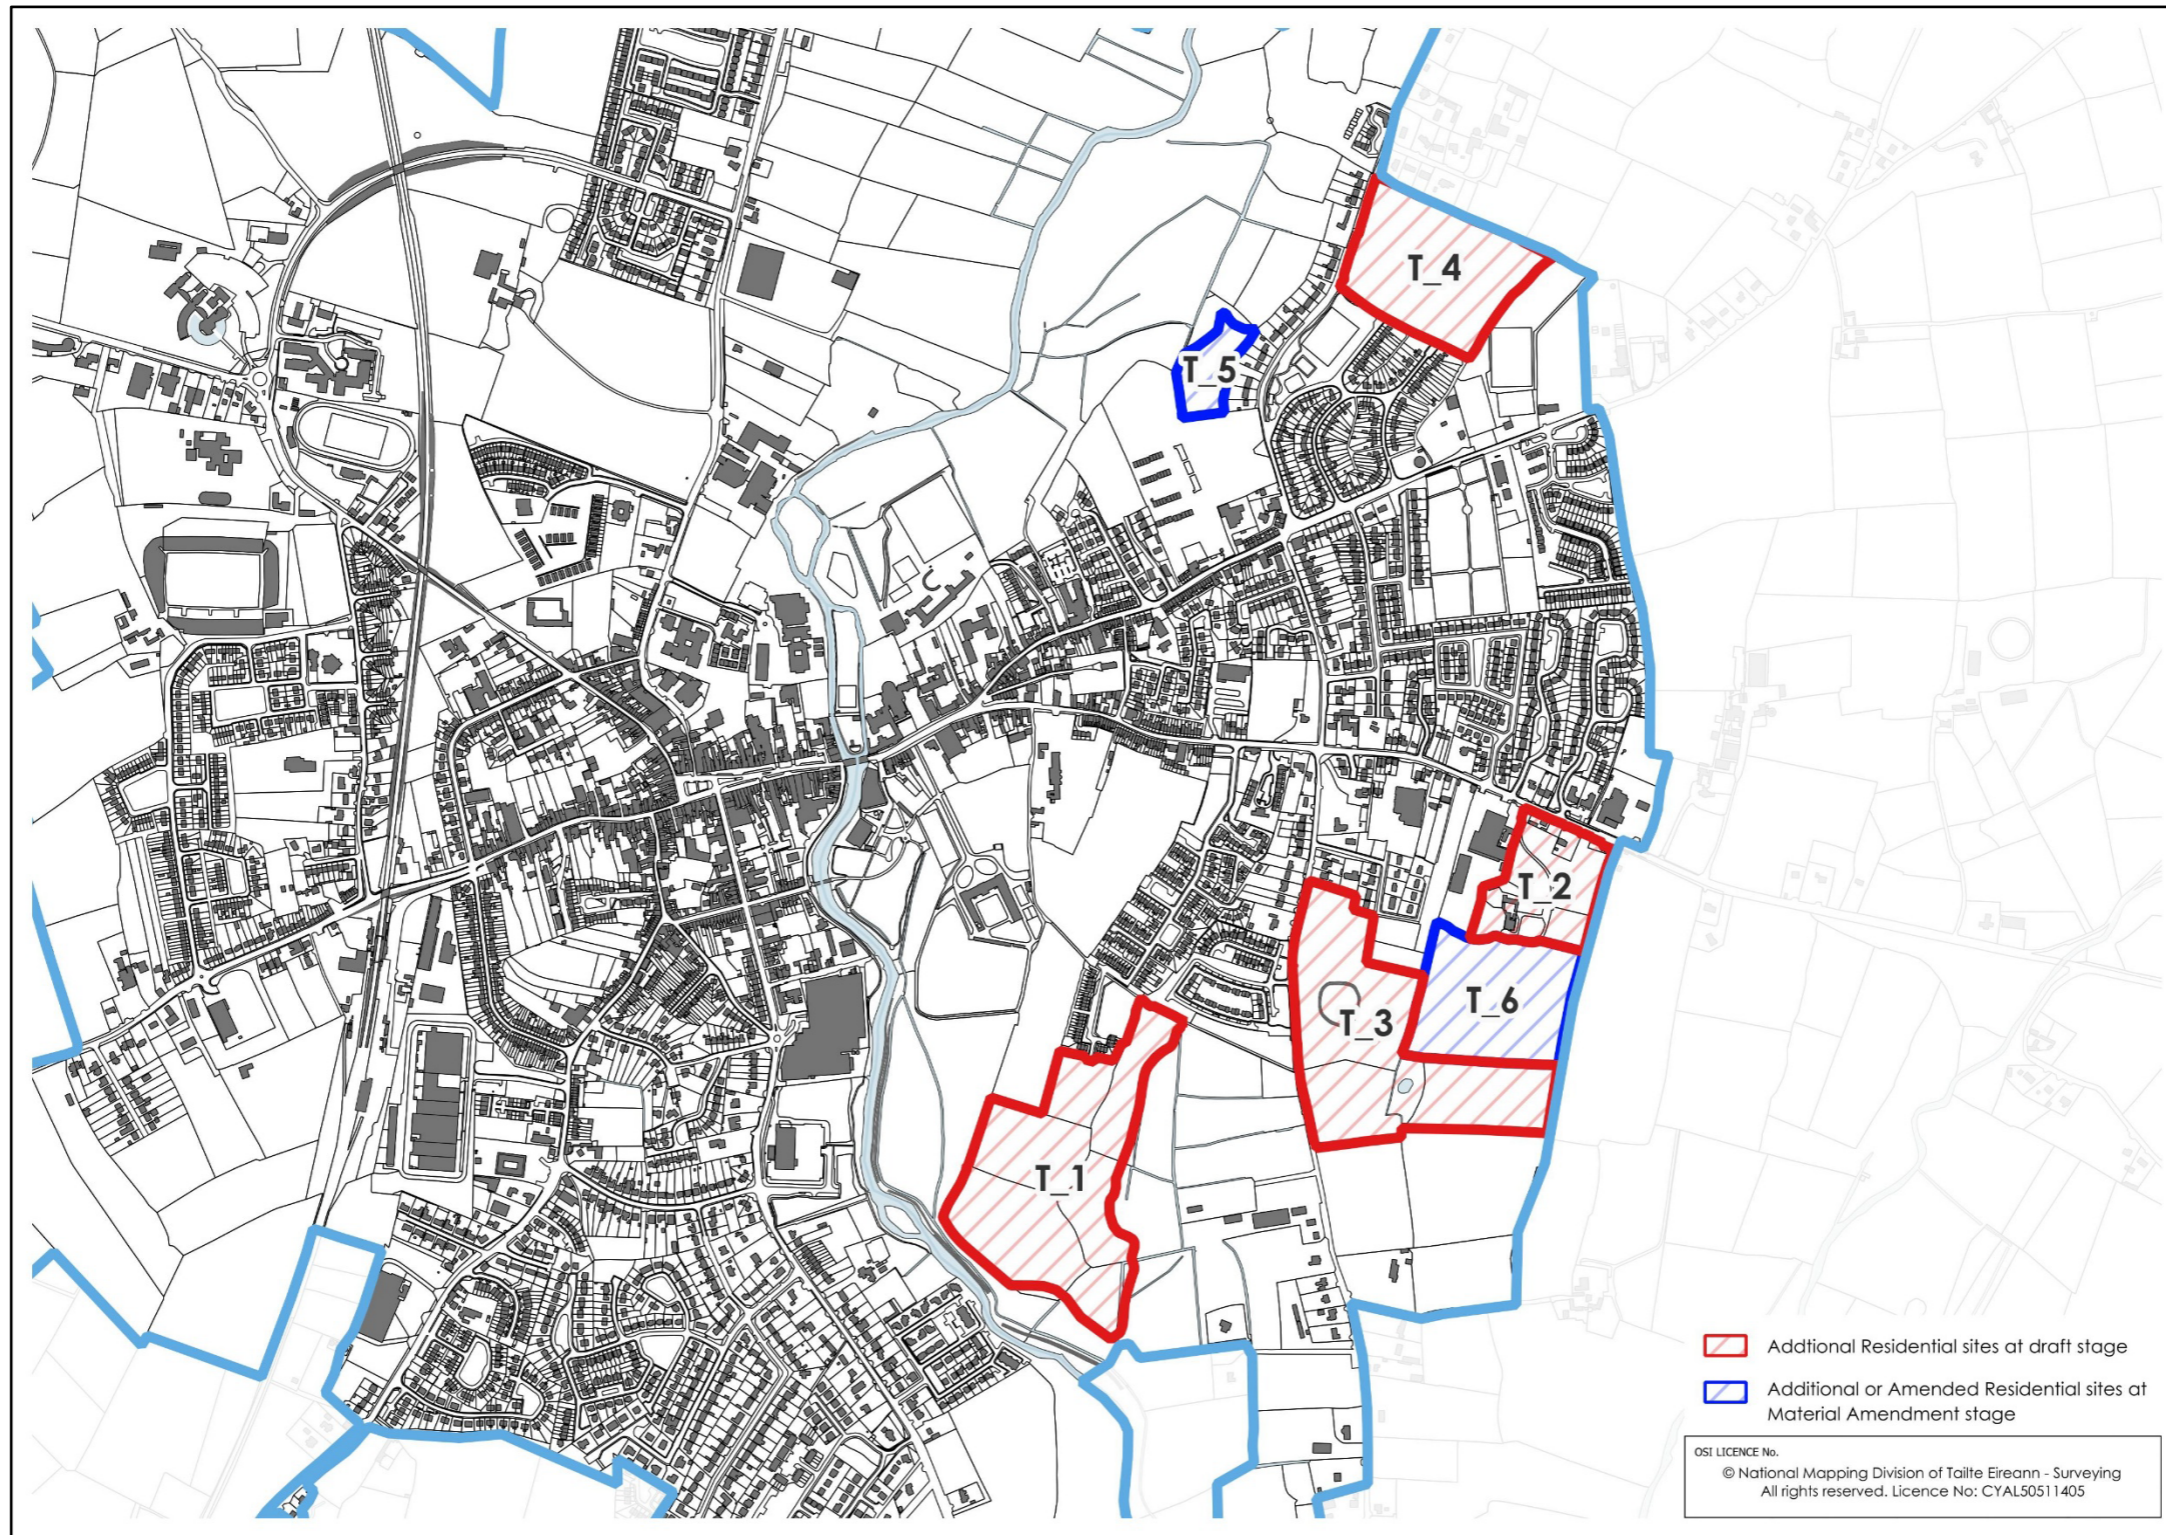 T_4
T_5
T_2
T_6
T_3
T_1
Addtional Residential sites at draft stage
Additional or Amended Residential sites at
Material Amendment stage
OSI LICENCE No.
© National Mapping Division of Tailte Eireann - Surveying
All rights reserved. Licence No: CYAL50511405